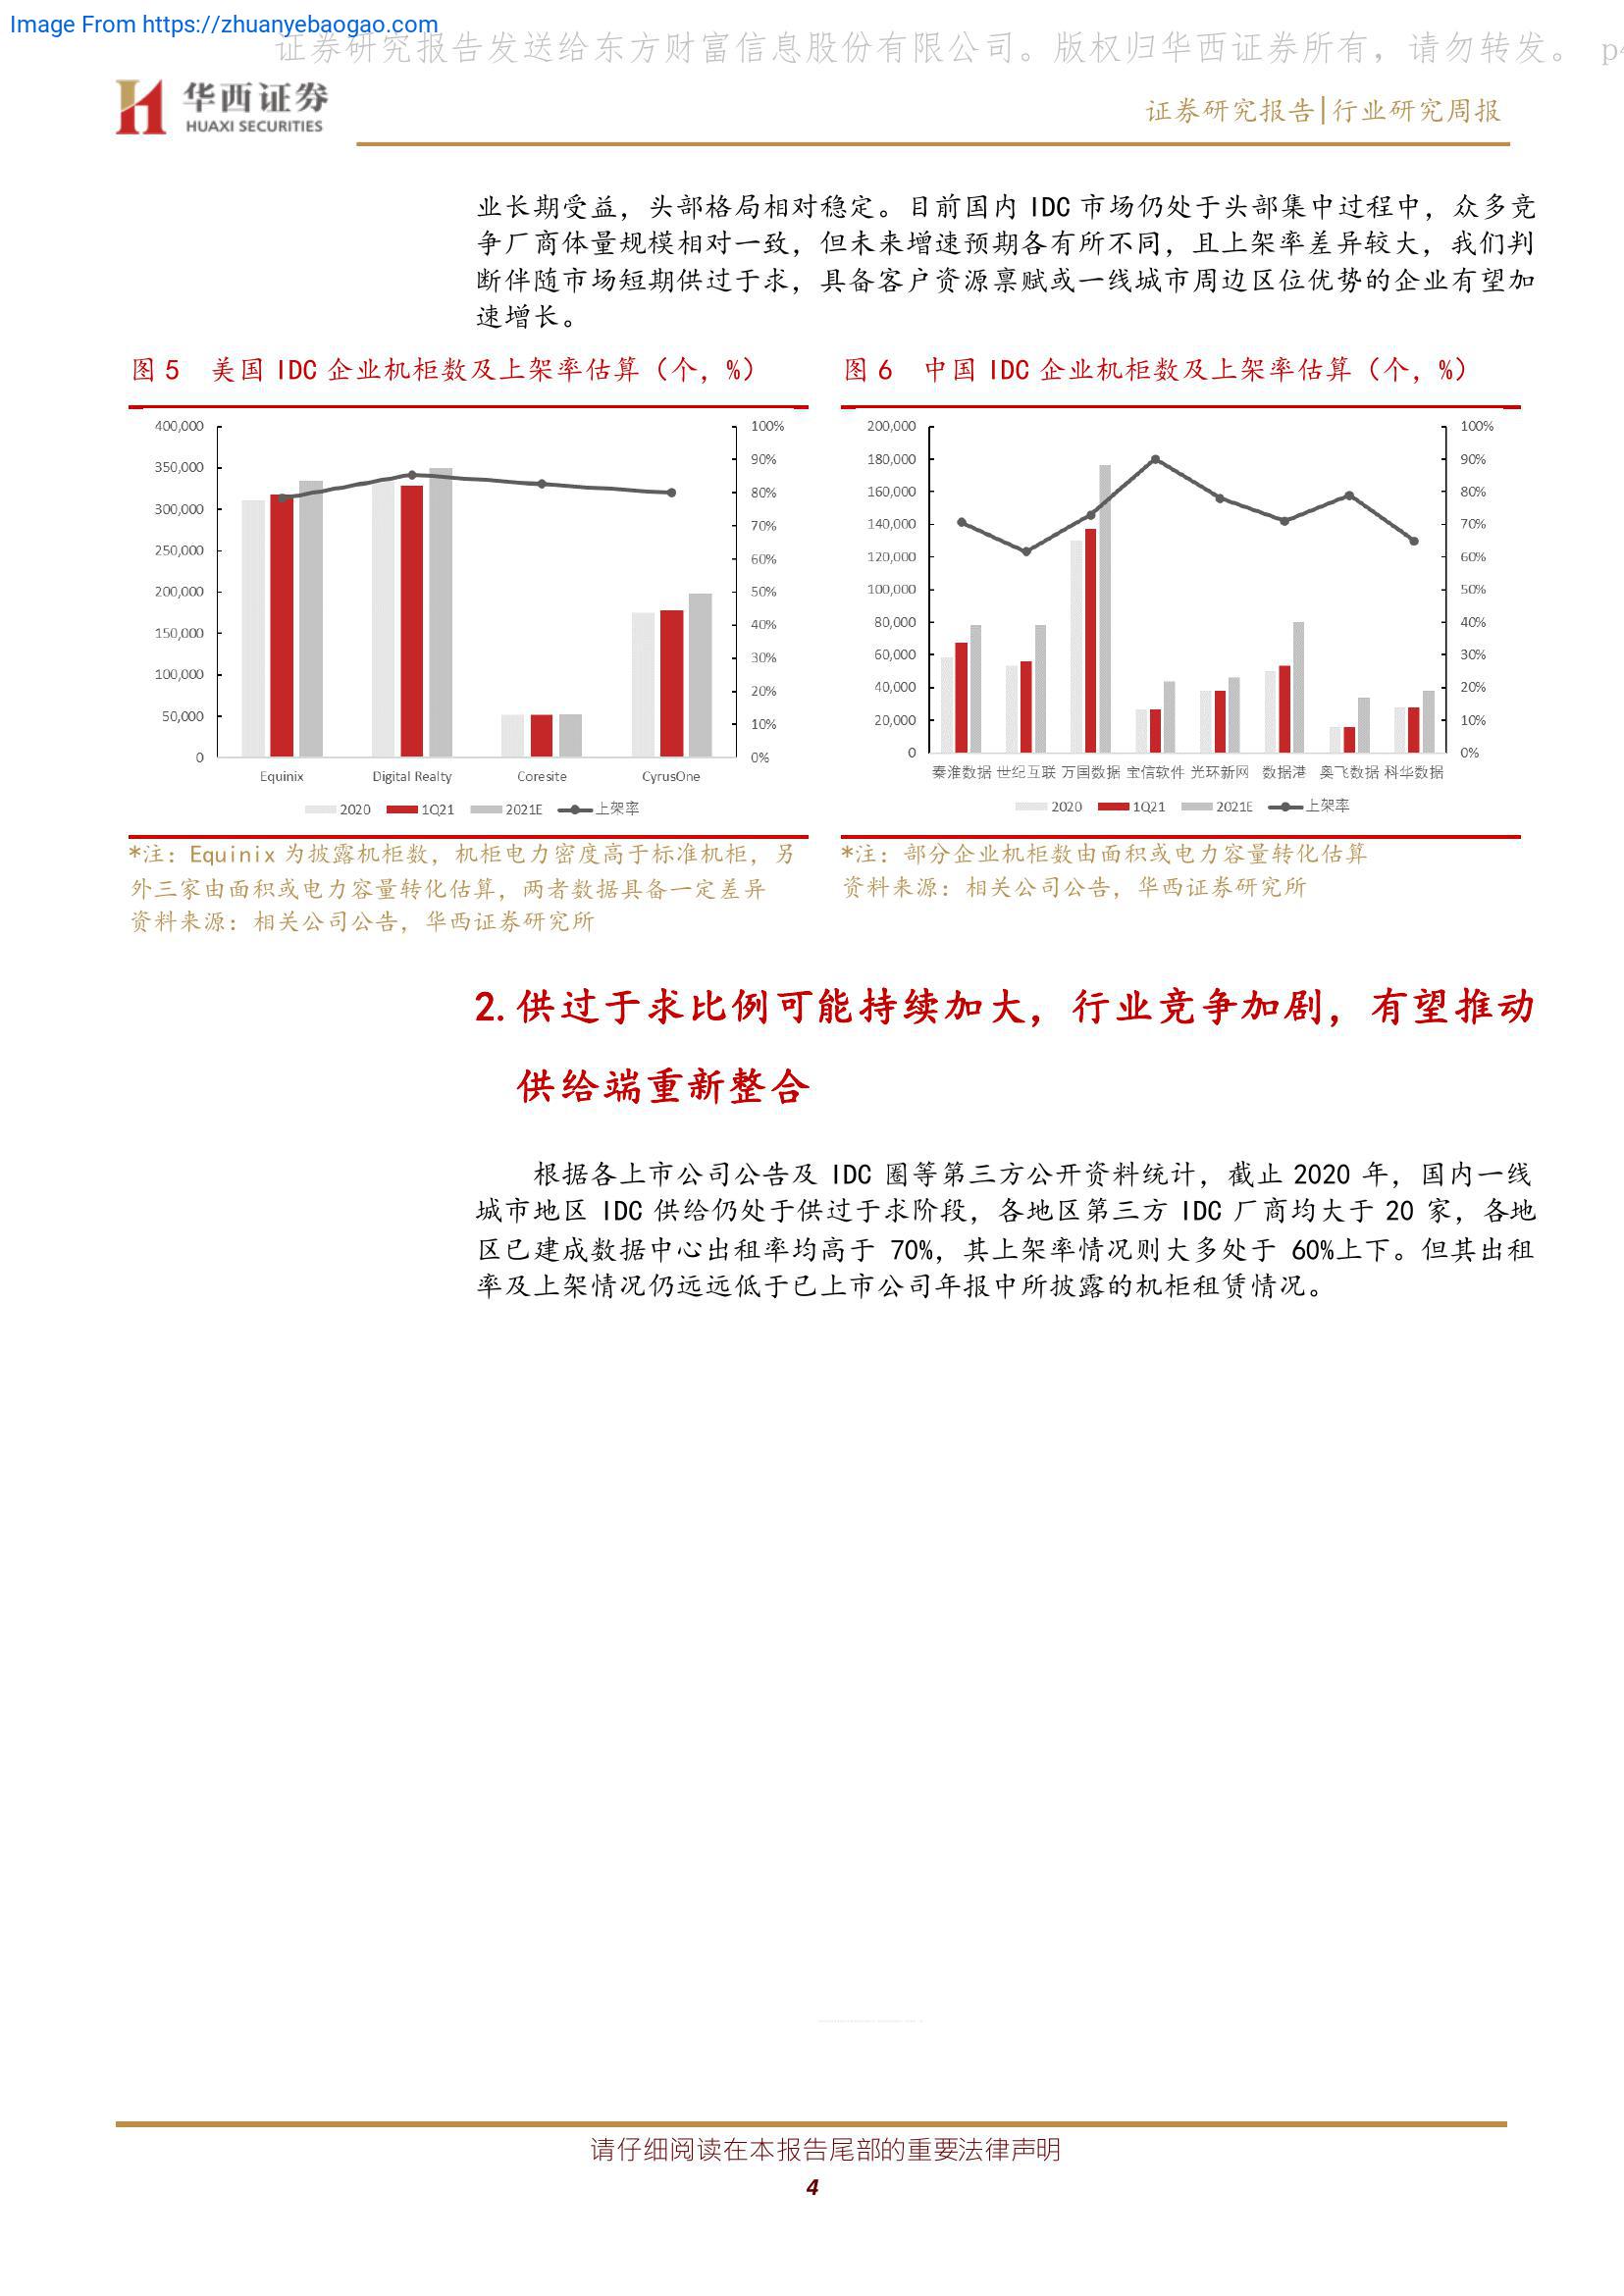 Image From https://zhuanyebaogao.com
证券研究报告发送给东方财富信息股份有限公司。版权归华西证券所有，请勿转发。 p4
华西证券
HUAXI SECURITIES
证券研究报告|行业研究周报
业长期受益，头部格局相对稳定。目前国内 IDC 市场仍处于头部集中过程中，众多竞
争厂商体量规模相对一致，但未来增速预期各有所不同，且上架率差异较大，我们判
断伴随市场短期供过于求，具备客户资源禀赋或一线城市周边区位优势的企业有望加
速增长。
图 5 美国 IDC 企业机柜数及上架率估算（个，%）
400,000
350,000
300,000
250,000
200,000
150,000
100,000
50,000
0
100%
90%
80%
70%
60%
50%
40%
30%
20%
10%
0%
Equinix Digital Realty Coresite CyrusOne
2020 1Q21 2021E 上架率
*注：Equinix 为披露机柜数，机柜电力密度高于标准机柜，另
外三家由面积或电力容量转化估算，两者数据具备一定差异
资料来源：相关公司公告，华西证券研究所
图 6 中国 IDC 企业机柜数及上架率估算（个，%）
200,000
180,000
160,000
140,000
120,000
100,000
80,000
60,000
40,000
20,000
0
100%
90%
80%
70%
60%
50%
40%
30%
20%
10%
0%
秦淮数据 世纪互联 万国数据 宝信软件 光环新网 数据港 奥飞数据 科华数据
2020 1Q21 2021E 上架率
*注：部分企业机柜数由面积或电力容量转化估算
资料来源：相关公司公告，华西证券研究所
2. 供过于求比例可能持续加大，行业竞争加剧，有望推动
供给端重新整合
根据各上市公司公告及 IDC 圈等第三方公开资料统计，截止 2020 年，国内一线
城市地区 IDC 供给仍处于供过于求阶段，各地区第三方 IDC 厂商均大于 20 家，各地
区已建成数据中心出租率均高于 70%，其上架率情况则大多处于 60%上下。但其出租
率及上架情况仍远远低于已上市公司年报中所披露的机柜租赁情况。
请仔细阅读在本报告尾部的重要法律声明
4